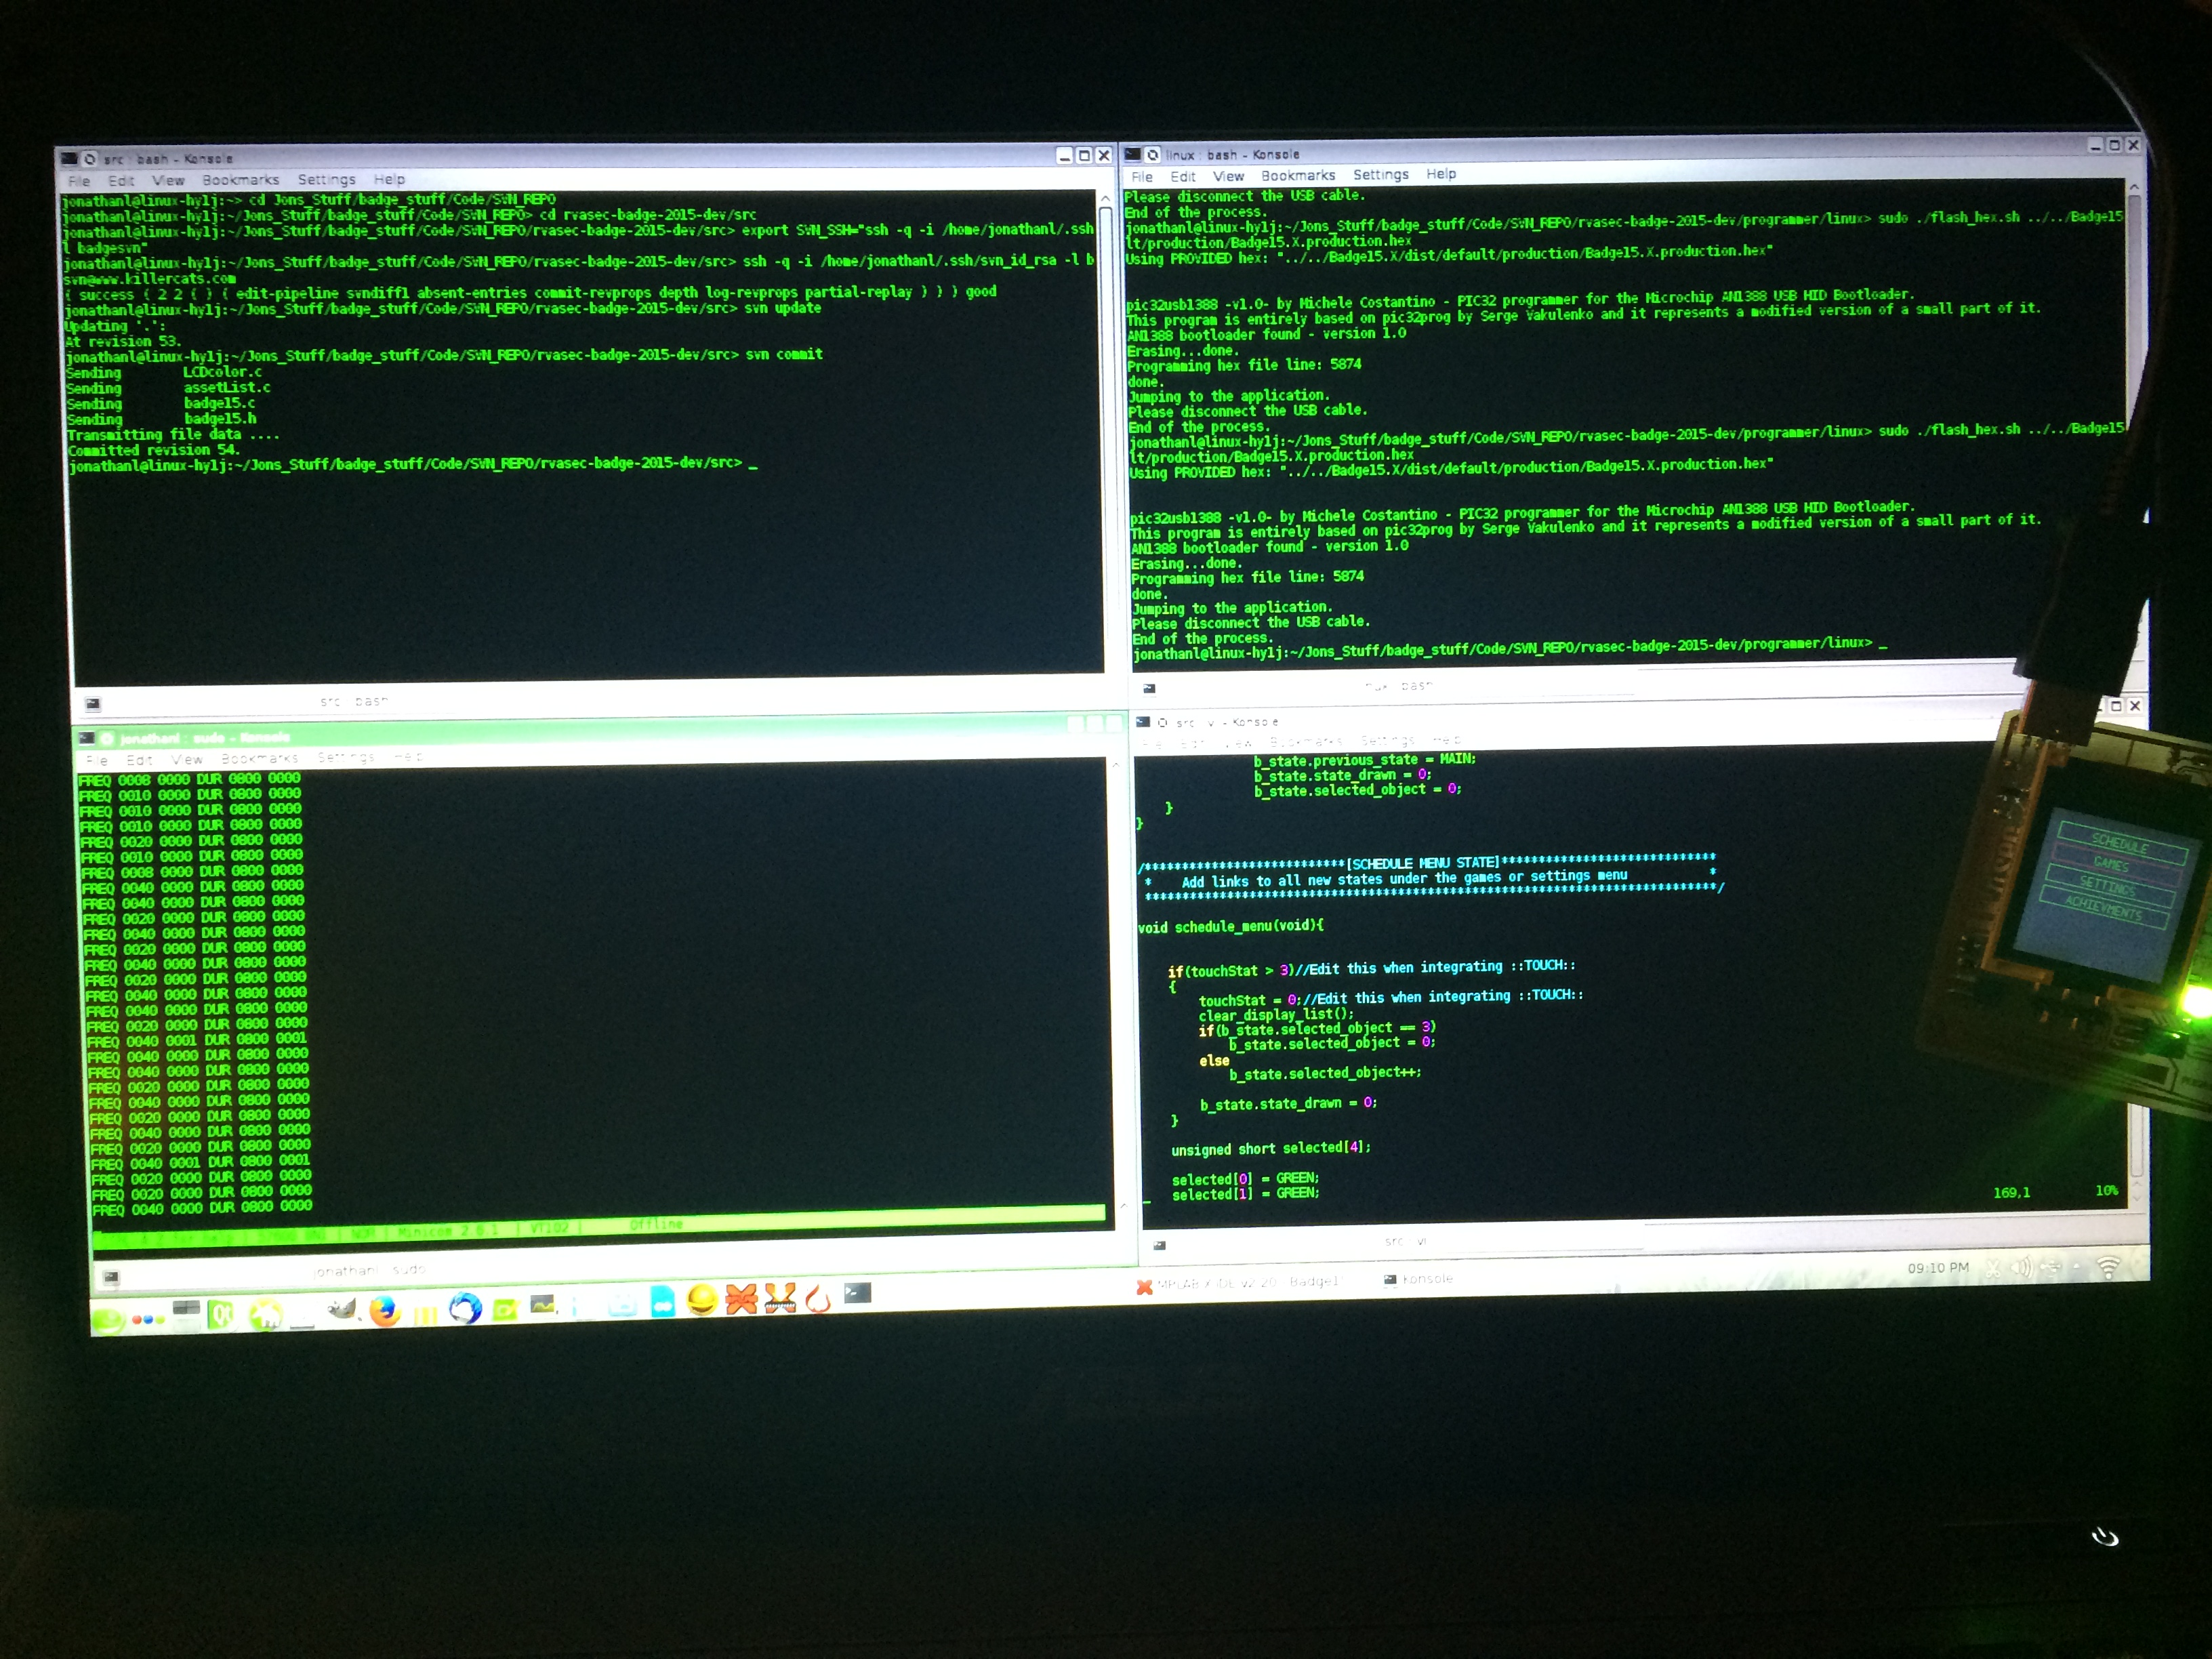 src : bash - Konsole
File Edit View Bookmarks Settings Help
jonathanl@linux-hy1j:~> cd Jons_Stuff/badge_stuff/Code/SVN_REPO
jonathanl@linux-hy1j:~/Jons_Stuff/badge_stuff/Code/SVN_REPO> cd rvasec-badge-2015-dev/src
jonathanl@linux-hy1j:~/Jons_Stuff/badge_stuff/Code/SVN_REPO/rvasec-badge-2015-dev/src> export SVN_SSH="ssh -q -i /home/jonathanl/.ssh
l badgesvn"
jonathanl@linux-hy1j:~/Jons_Stuff/badge_stuff/Code/SVN_REPO/rvasec-badge-2015-dev/src> ssh -q -i /home/jonathanl/.ssh/svn_id_rsa -l b
svn@www.killercats.com
( success ( 2 2 ( ) ( edit-pipeline svndiff1 absent-entries commit-revprops depth log-revprops partial-replay ) ) ) good
jonathanl@linux-hy1j:~/Jons_Stuff/badge_stuff/Code/SVN_REPO/rvasec-badge-2015-dev/src> svn update
Updating '.':
At revision 53.
jonathanl@linux-hy1j:~/Jons_Stuff/badge_stuff/Code/SVN_REPO/rvasec-badge-2015-dev/src> svn commit
Sending LCDcolor.c
Sending assetList.c
Sending badge15.c
Sending badge15.h
Transmitting file data ....
Committed revision 54.
jonathanl@linux-hy1j:~/Jons_Stuff/badge_stuff/Code/SVN_REPO/rvasec-badge-2015-dev/src> _
src : bash
linux : bash - Konsole
File Edit View Bookmarks Settings Help
Please disconnect the USB cable.
End of the process.
jonathanl@linux-hy1j:~/Jons_Stuff/badge_stuff/Code/SVN_REPO/rvasec-badge-2015-dev/programmer/linux> sudo ./flash_hex.sh ../../Badge15
lt/production/Badge15.X.production.hex
Using PROVIDED hex: "../../Badge15.X/dist/default/production/Badge15.X.production.hex"
pic32usb1388 -v1.0- by Michele Costantino - PIC32 programmer for the Microchip AN1388 USB HID Bootloader.
This program is entirely based on pic32prog by Serge Vakulenko and it represents a modified version of a small part of it.
AN1388 bootloader found - version 1.0
Erasing...done.
Programming hex file line: 5874
done.
Jumping to the application.
Please disconnect the USB cable.
End of the process.
jonathanl@linux-hy1j:~/Jons_Stuff/badge_stuff/Code/SVN_REPO/rvasec-badge-2015-dev/programmer/linux> sudo ./flash_hex.sh ../../Badge15
lt/production/Badge15.X.production.hex
Using PROVIDED hex: "../../Badge15.X/dist/default/production/Badge15.X.production.hex"
pic32usb1388 -v1.0- by Michele Costantino - PIC32 programmer for the Microchip AN1388 USB HID Bootloader.
This program is entirely based on pic32prog by Serge Vakulenko and it represents a modified version of a small part of it.
AN1388 bootloader found - version 1.0
Erasing...done.
Programming hex file line: 5874
done.
Jumping to the application.
Please disconnect the USB cable.
End of the process.
jonathanl@linux-hy1j:~/Jons_Stuff/badge_stuff/Code/SVN_REPO/rvasec-badge-2015-dev/programmer/linux> _
bash
jonathanl : sudo - Konsole
File Edit View Bookmarks Settings Help
FREQ 0008 0000 DUR 0800 0000
FREQ 0010 0000 DUR 0800 0000
FREQ 0010 0000 DUR 0800 0000
FREQ 0010 0000 DUR 0800 0000
FREQ 0020 0000 DUR 0800 0000
FREQ 0010 0000 DUR 0800 0000
FREQ 0008 0000 DUR 0800 0000
FREQ 0040 0000 DUR 0800 0000
FREQ 0040 0000 DUR 0800 0000
FREQ 0020 0000 DUR 0800 0000
FREQ 0040 0000 DUR 0800 0000
FREQ 0020 0000 DUR 0800 0000
FREQ 0040 0000 DUR 0800 0000
FREQ 0020 0000 DUR 0800 0000
FREQ 0040 0000 DUR 0800 0000
FREQ 0040 0000 DUR 0800 0000
FREQ 0020 0000 DUR 0800 0000
FREQ 0040 0001 DUR 0800 0001
FREQ 0040 0000 DUR 0800 0000
FREQ 0040 0000 DUR 0800 0000
FREQ 0020 0000 DUR 0800 0000
FREQ 0040 0000 DUR 0800 0000
FREQ 0020 0000 DUR 0800 0000
FREQ 0040 0000 DUR 0800 0000
FREQ 0020 0000 DUR 0800 0000
FREQ 0040 0001 DUR 0800 0001
FREQ 0020 0000 DUR 0800 0000
FREQ 0020 0000 DUR 0800 0000
FREQ 0040 0000 DUR 0800 0000
for help | NOR | Minicom 2.6.1 | VT102 | Offline
jonathanl : sudo
src : vi - Konsole
File Edit View Bookmarks Settings Help
b_state.previous_state = MAIN;
b_state.state_drawn = 0;
b_state.selected_object = 0;
}
}
/***************************[SCHEDULE MENU STATE]*****************************
* Add links to all new states under the games or settings menu *
*****************************************************************************/
void schedule_menu(void){
if(touchStat > 3)//Edit this when integrating ::TOUCH::
{
touchStat = 0;//Edit this when integrating ::TOUCH::
clear_display_list();
if(b_state.selected_object == 3)
b_state.selected_object = 0;
else
b_state.selected_object++;
b_state.state_drawn = 0;
}
unsigned short selected[4];
selected[0] = GREEN;
selected[1] = GREEN;
169,1 10%
src : vi
MPLAB X IDE v2.20 Badge1
Konsole
09:10 PM
SCHEDULE
GAMES
SETTINGS
ACHIEVMENTS